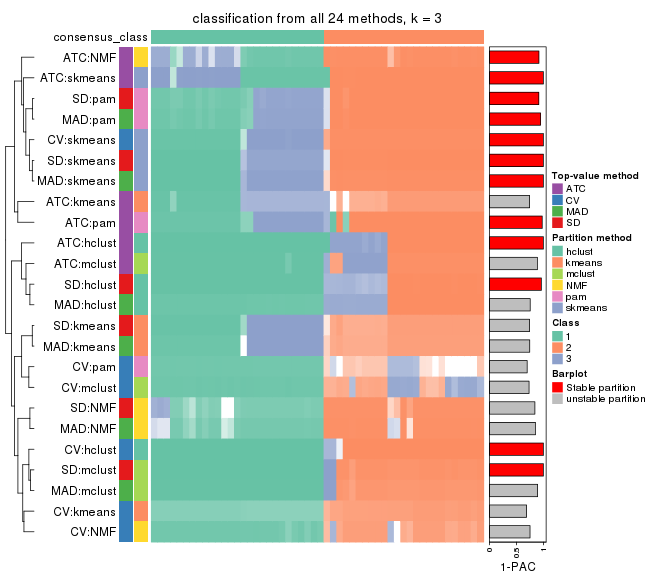 classification from all 24 methods, k = 3
consensus_class
ATC:NMF
ATC:skmeans
SD:pam
MAD:pam
CV:skmeans
SD:skmeans
MAD:skmeans
ATC:kmeans
ATC:pam
ATC:hclust
ATC:mclust
SD:hclust
MAD:hclust
SD:kmeans
MAD:kmeans
CV:pam
CV:mclust
SD:NMF
MAD:NMF
CV:hclust
SD:mclust
MAD:mclust
CV:kmeans
CV:NMF
0
0.5
1
1-PAC
Top-value method
ATC
CV
MAD
SD
Partition method
hclust
kmeans
mclust
NMF
pam
skmeans
Class
1
2
3
Barplot
Stable partition
unstable partition